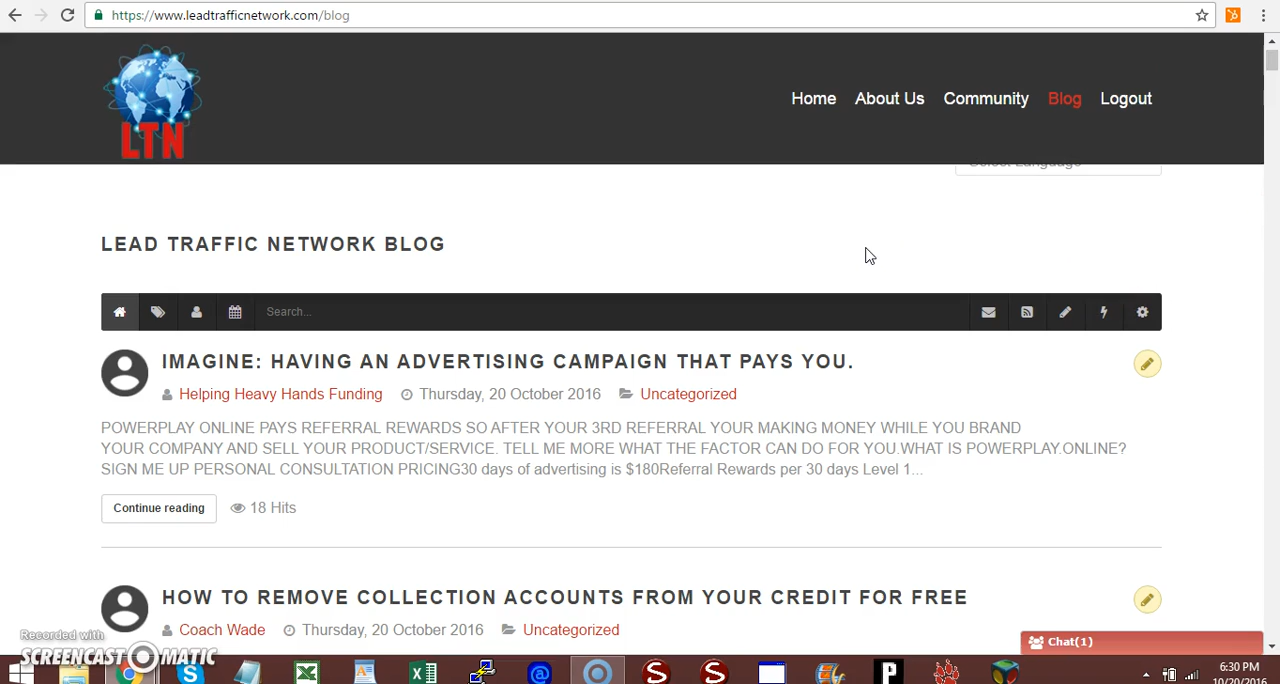 https://www.leadtrafficnetwork.com/blog
LTN
Home About Us Community Blog Logout
Select Language
LEAD TRAFFIC NETWORK BLOG
Search...
IMAGINE: HAVING AN ADVERTISING CAMPAIGN THAT PAYS YOU.
Helping Heavy Hands Funding Thursday, 20 October 2016 Uncategorized
POWERPLAY ONLINE PAYS REFERRAL REWARDS SO AFTER YOUR 3RD REFERRAL YOUR MAKING MONEY WHILE YOU BRAND
YOUR COMPANY AND SELL YOUR PRODUCT/SERVICE. TELL ME MORE WHAT THE FACTOR CAN DO FOR YOU.WHAT IS POWERPLAY.ONLINE?
SIGN ME UP PERSONAL CONSULTATION PRICING30 days of advertising is $180Referral Rewards per 30 days Level 1...
Continue reading 18 Hits
HOW TO REMOVE COLLECTION ACCOUNTS FROM YOUR CREDIT FOR FREE
Coach Wade Thursday, 20 October 2016 Uncategorized
Chat(1)
Recorded with
SCREENCAST-O-MATIC
6:30 PM
10/20/2016